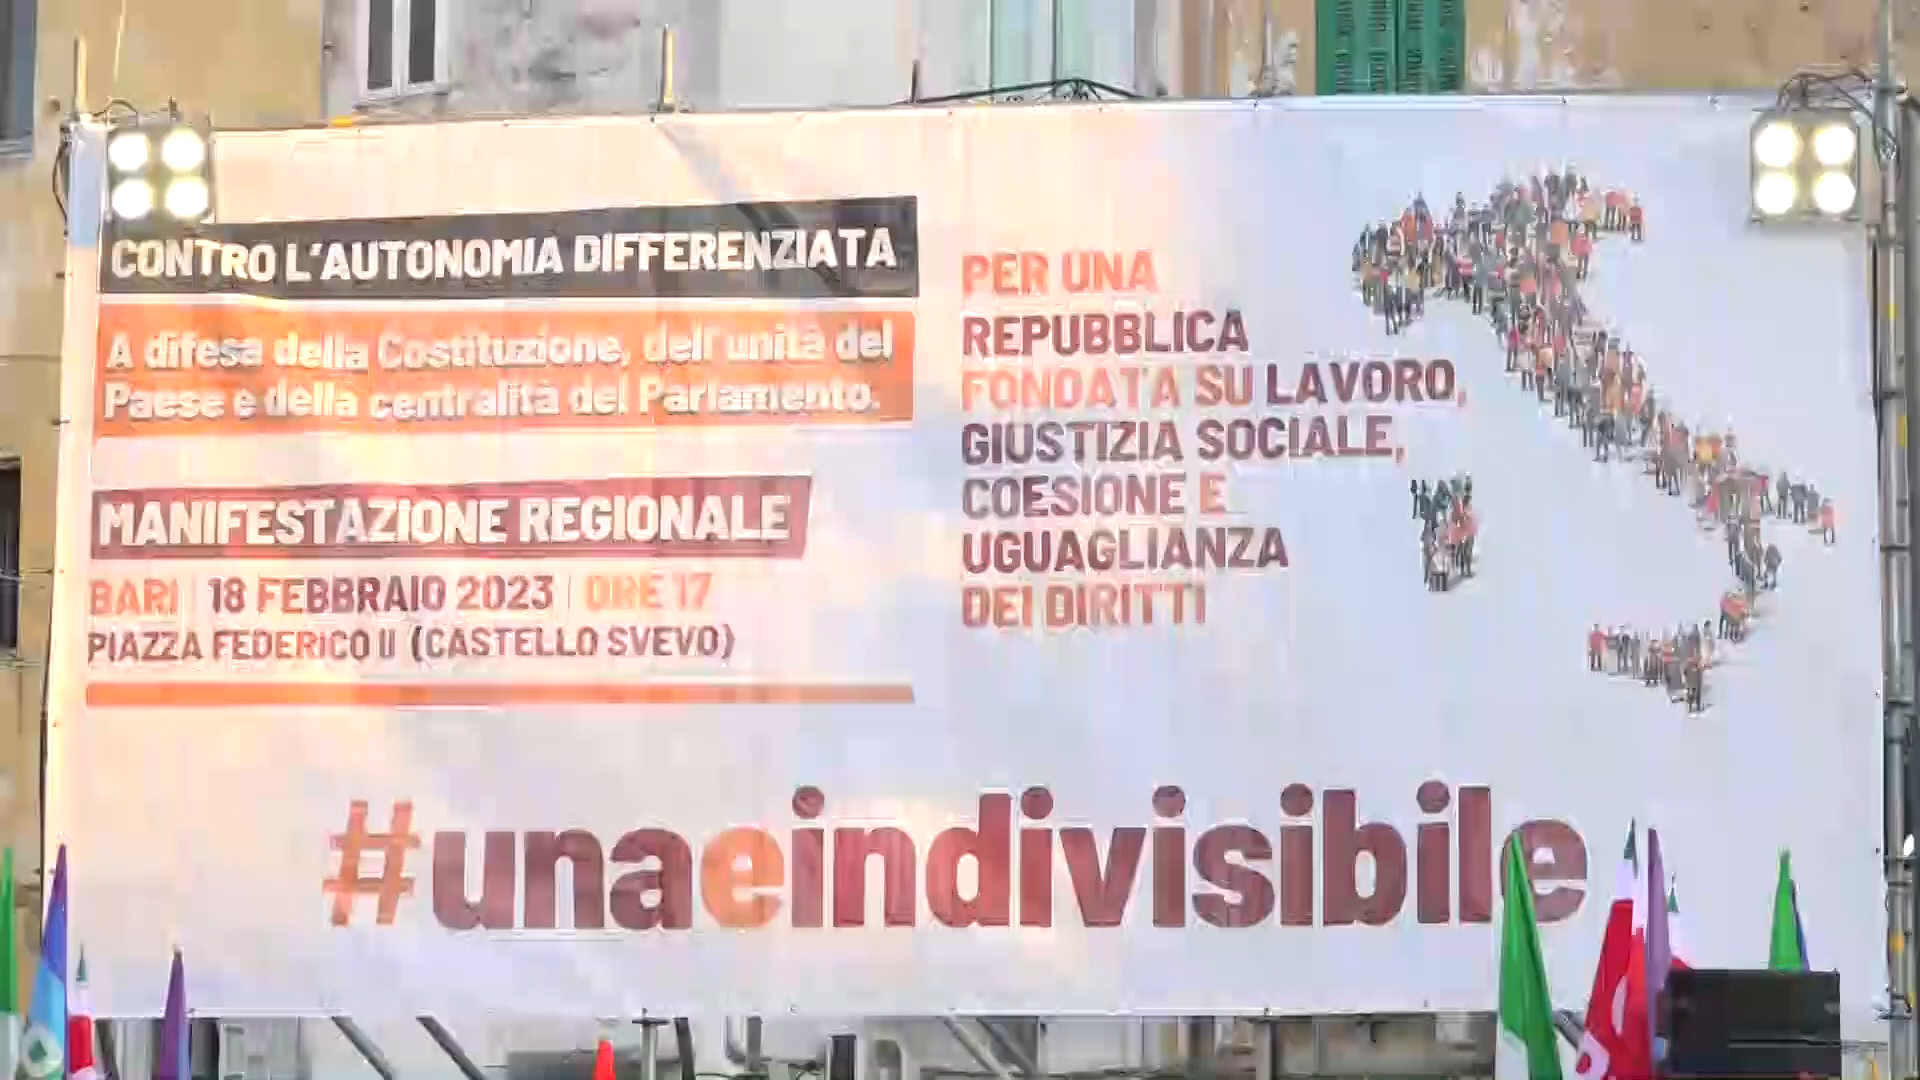 CONTRO L'AUTONOMIA DIFFERENZIATA
A difesa della Costituzione, dell'unità del
Paese e della centralità del Parlamento.
MANIFESTAZIONE REGIONALE
BARI | 18 FEBBRAIO 2023 | ORE 17
PIAZZA FEDERICO II (CASTELLO SVEVO)
PER UNA
REPUBBLICA
FONDATA SU LAVORO,
GIUSTIZIA SOCIALE,
COESIONE E
UGUAGLIANZA
DEI DIRITTI
#unaeindivisibile